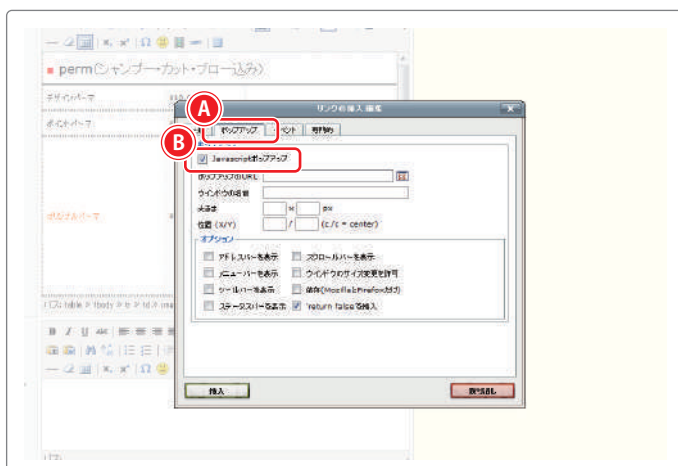 perm(シャンプー・カット・ブロー込み)
デザインパーマ
ポイントパーマ
リンクの挿入/編集
A
ポップアップ
イベント
高度な設定
B
Javascriptポップアップ
ポップアップのURL
ウインドウの名前
大きさ x px
位置 (X/Y) / (c/c = center)
オプション
アドレスバーを表示 スクロールバーを表示
メニューバーを表示 ウインドウのサイズ変更を許可
ツールバーを表示 依存(Mozilla/Firefoxだけ)
ステータスバーを表示 'return false'を挿入
挿入 取り消し